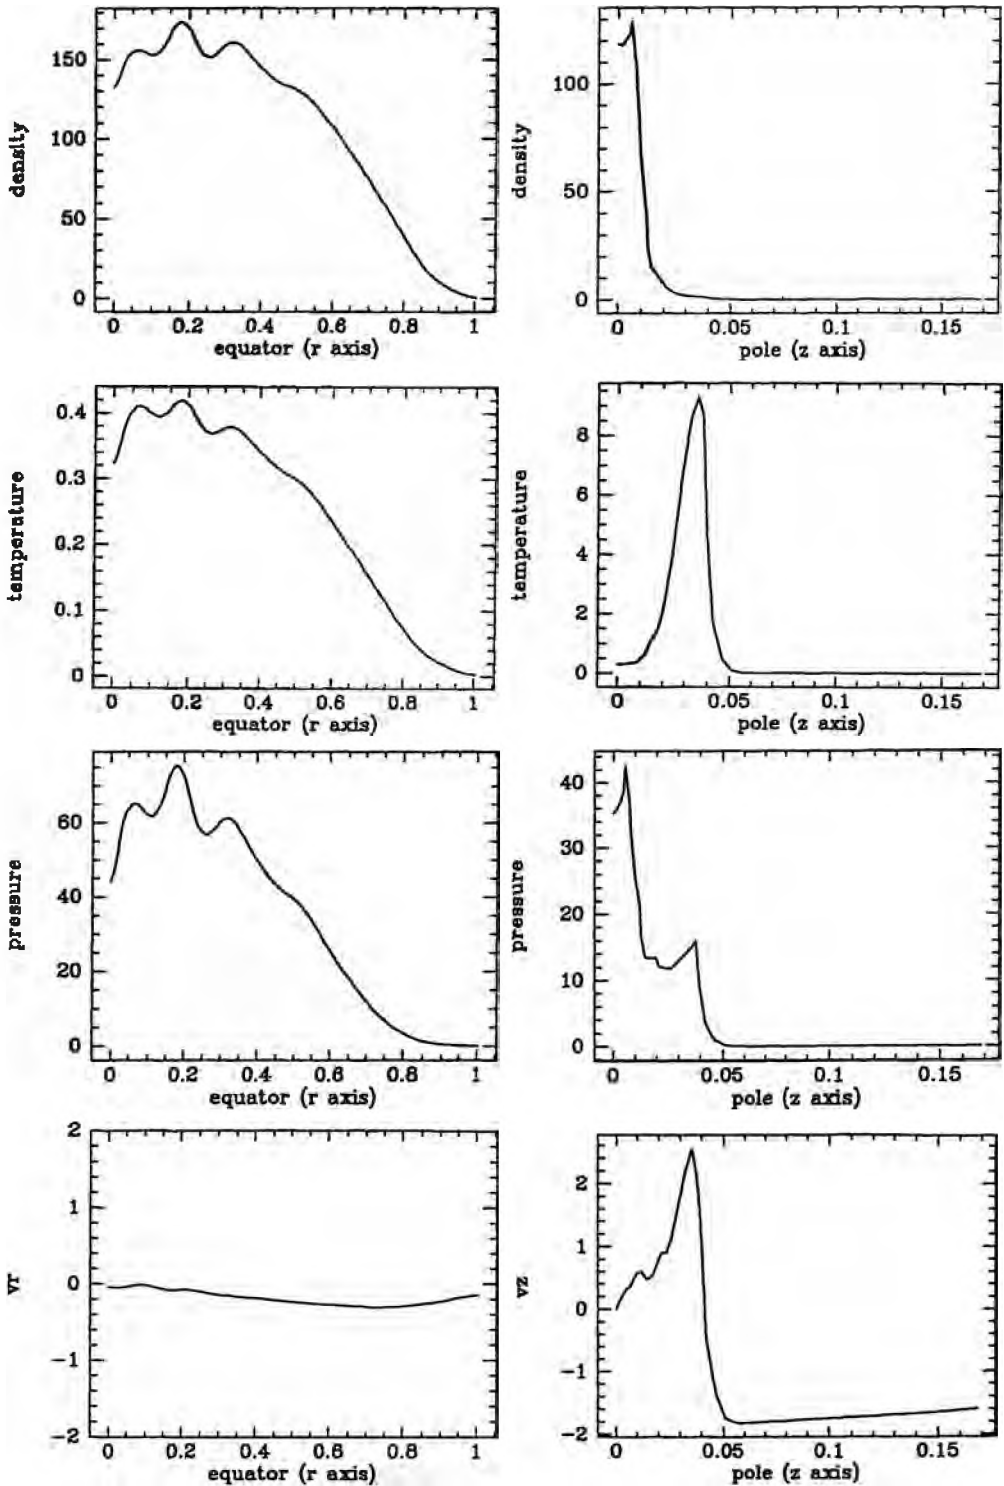 density
150
100
50
0
0 0.2 0.4 0.6 0.8 1
equator (r axis)
density
100
50
0
0 0.05 0.1 0.15
pole (z axis)
temperature
0.4
0.3
0.2
0.1
0
0 0.2 0.4 0.6 0.8 1
equator (r axis)
temperature
8
6
4
2
0
0 0.05 0.1 0.15
pole (z axis)
pressure
60
40
20
0
0 0.2 0.4 0.6 0.8 1
equator (r axis)
pressure
40
30
20
10
0
0 0.05 0.1 0.15
pole (z axis)
vr
2
1
0
−1
−2
0 0.2 0.4 0.6 0.8 1
equator (r axis)
vz
2
1
0
−1
−2
0 0.05 0.1 0.15
pole (z axis)